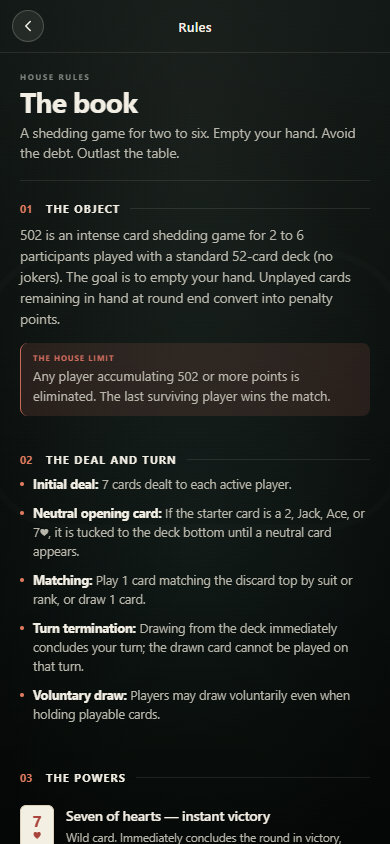 Rules
HOUSE RULES
The book
A shedding game for two to six. Empty your hand. Avoid
the debt. Outlast the table.
01 THE OBJECT
502 is an intense card shedding game for 2 to 6
participants played with a standard 52-card deck (no
jokers). The goal is to empty your hand. Unplayed cards
remaining in hand at round end convert into penalty
points.
THE HOUSE LIMIT
Any player accumulating 502 or more points is
eliminated. The last surviving player wins the match.
02 THE DEAL AND TURN
• Initial deal: 7 cards dealt to each active player.
• Neutral opening card: If the starter card is a 2, Jack, Ace, or
7♥, it is tucked to the deck bottom until a neutral card
appears.
• Matching: Play 1 card matching the discard top by suit or
rank, or draw 1 card.
• Turn termination: Drawing from the deck immediately
concludes your turn; the drawn card cannot be played on
that turn.
• Voluntary draw: Players may draw voluntarily even when
holding playable cards.
03 THE POWERS
7
♥
Seven of hearts — instant victory
Wild card. Immediately concludes the round in victory,